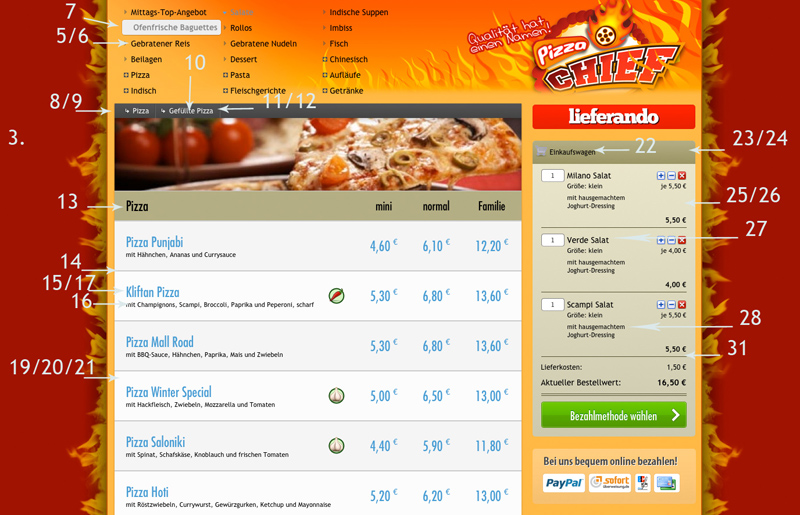 Mittags-Top-Angebot
Indische Suppen
7
Ofenfrische Baguettes
Rollos
Imbiss
5/6
Gebratener Reis
Gebratene Nudeln
Fisch
Beilagen
Dessert
Chinesisch
Pizza
Pasta
Aufläufe
Indisch
Fleischgerichte
Getränke
10
11/12
Qualität hat
einen Namen!
Pizza
CHIEF
8/9
Pizza
Gefüllte Pizza
3.
lieferando
Einkaufswagen
22
23/24
13
Pizza mini normal Familie
Pizza Punjabi 4,60 € 6,10 € 12,20 €
mit Hähnchen, Ananas und Currysauce
14
15/17
Kliftan Pizza 5,30 € 6,80 € 13,60 €
16
mit Champignons, Scampi, Broccoli, Paprika und Peperoni, scharf
Pizza Mall Road 5,30 € 6,80 € 13,60 €
mit BBQ-Sauce, Hähnchen, Paprika, Mais und Zwiebeln
19/20/21
Pizza Winter Special 5,00 € 6,50 € 13,00 €
mit Hackfleisch, Zwiebeln, Mozzarella und Tomaten
Pizza Saloniki 4,40 € 5,90 € 11,80 €
mit Spinat, Schafskäse, Knoblauch und frischen Tomaten
Pizza Hoti 5,20 € 6,20 € 13,00 €
mit Röstzwiebeln, Currywurst, Gewürzgurken, Ketchup und Mayonnaise
1 Milano Salat
Größe: klein je 5,50 €
mit hausgemachtem
Joghurt-Dressing
25/26
5,50 €
27
1 Verde Salat
Größe: klein je 4,00 €
mit hausgemachtem
Joghurt-Dressing
4,00 €
1 Scampi Salat
Größe: klein je 5,50 €
mit hausgemachtem
28
Joghurt-Dressing
5,50 €
31
Lieferkosten: 1,50 €
Aktueller Bestellwert: 16,50 €
Bezahlmethode wählen
Bei uns bequem online bezahlen!
PayPal
sofort
überweisung.de